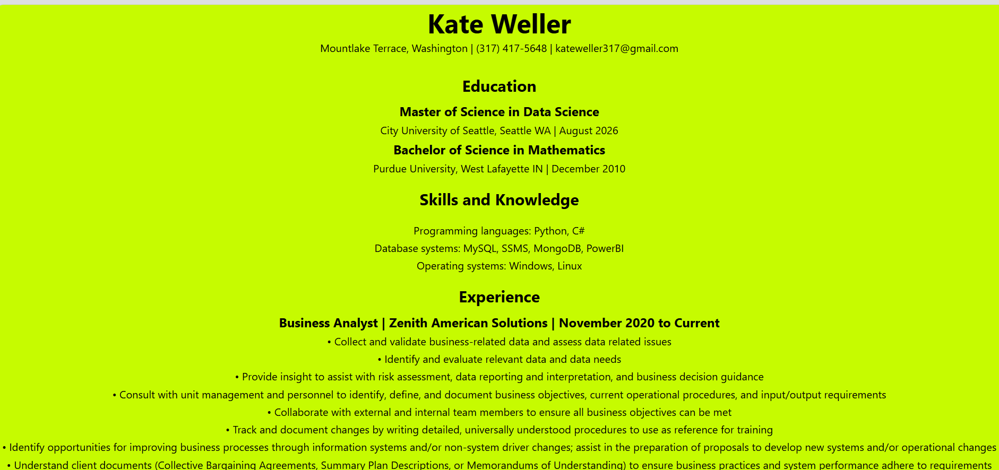 Kate Weller
Mountlake Terrace, Washington | (317) 417-5648 | kateweller317@gmail.com
Education
Master of Science in Data Science
City University of Seattle, Seattle WA | August 2026
Bachelor of Science in Mathematics
Purdue University, West Lafayette IN | December 2010
Skills and Knowledge
Programming languages: Python, C#
Database systems: MySQL, SSMS, MongoDB, PowerBI
Operating systems: Windows, Linux
Experience
Business Analyst | Zenith American Solutions | November 2020 to Current
• Collect and validate business-related data and assess data related issues
• Identify and evaluate relevant data and data needs
• Provide insight to assist with risk assessment, data reporting and interpretation, and business decision guidance
• Consult with unit management and personnel to identify, define, and document business objectives, current operational procedures, and input/output requirements
• Collaborate with external and internal team members to ensure all business objectives can be met
• Track and document changes by writing detailed, universally understood procedures to use as reference for training
• Identify opportunities for improving business processes through information systems and/or non-system driver changes; assist in the preparation of proposals to develop new systems and/or operational changes
• Understand client documents (Collective Bargaining Agreements, Summary Plan Descriptions, or Memorandums of Understanding) to ensure business practices and system performance adhere to requirements